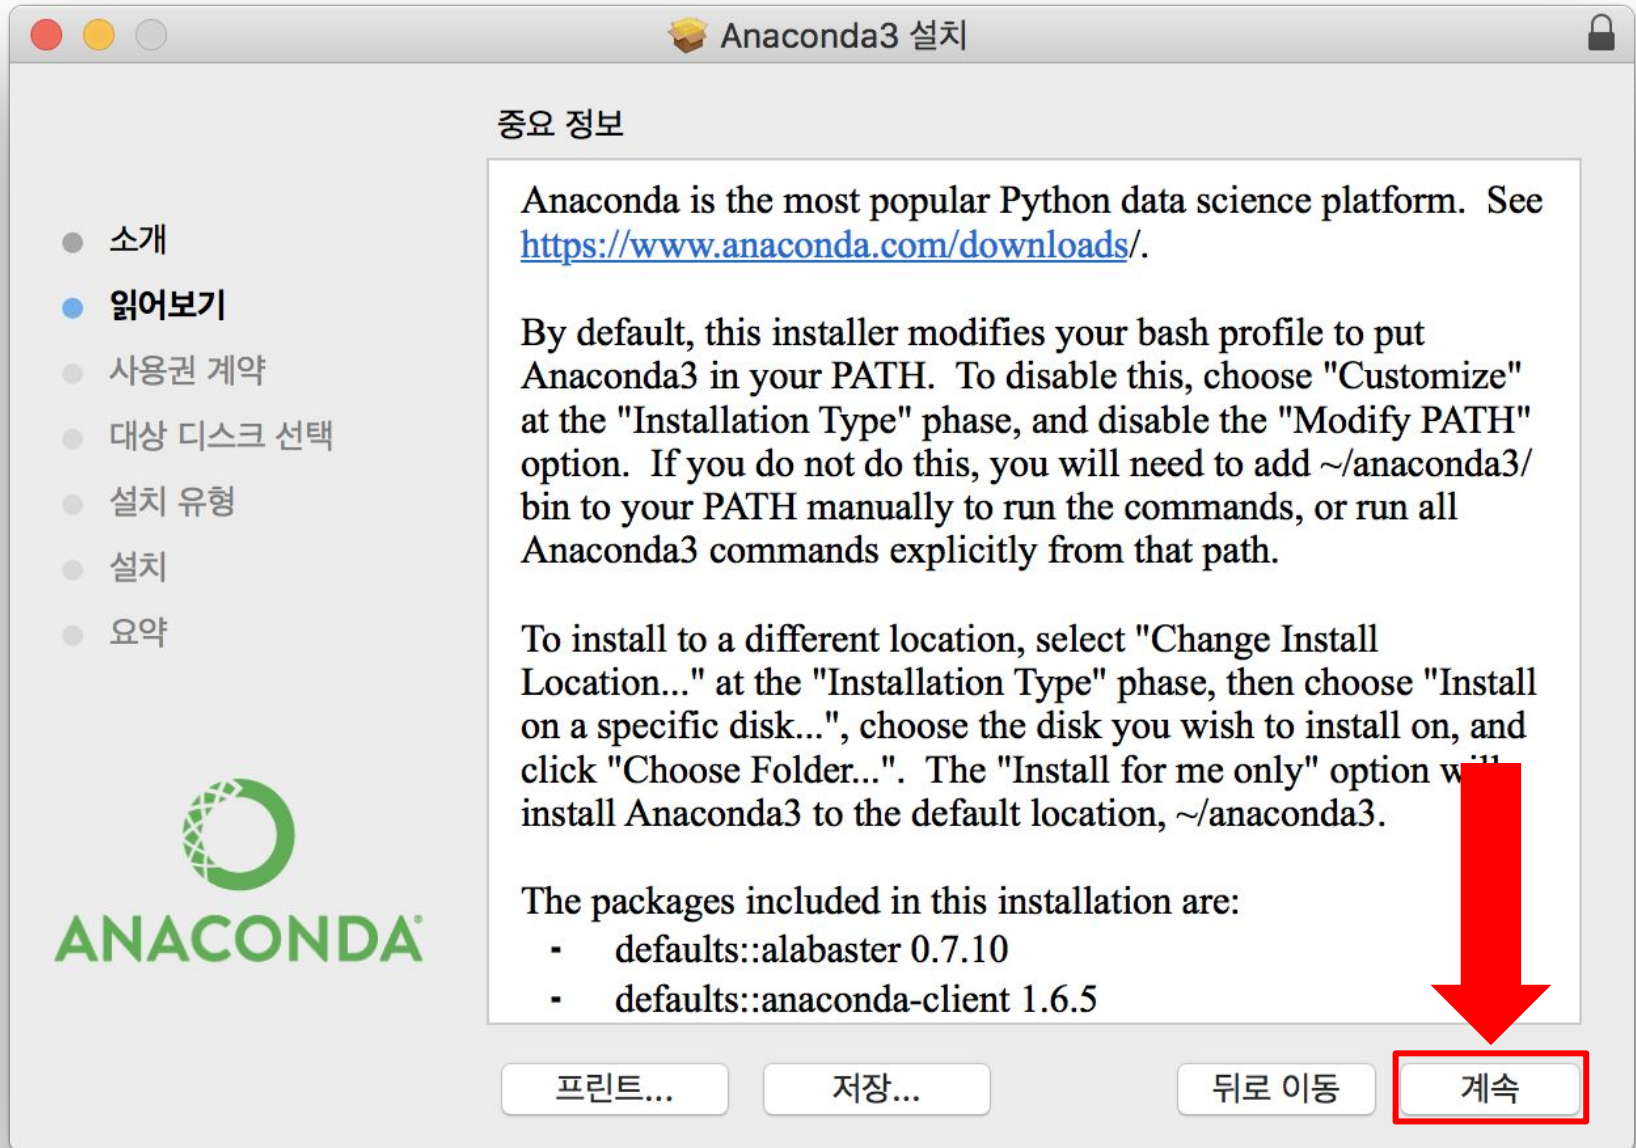 Anaconda3 설치
중요 정보
소개
읽어보기
사용권 계약
대상 디스크 선택
설치 유형
설치
요약
ANACONDA
Anaconda is the most popular Python data science platform.  See
https://www.anaconda.com/downloads/.
By default, this installer modifies your bash profile to put
Anaconda3 in your PATH.  To disable this, choose "Customize"
at the "Installation Type" phase, and disable the "Modify PATH"
option.  If you do not do this, you will need to add ~/anaconda3/
bin to your PATH manually to run the commands, or run all
Anaconda3 commands explicitly from that path.
To install to a different location, select "Change Install
Location..." at the "Installation Type" phase, then choose "Install
on a specific disk...", choose the disk you wish to install on, and
click "Choose Folder...".  The "Install for me only" option will
install Anaconda3 to the default location, ~/anaconda3.
The packages included in this installation are:
- defaults::alabaster 0.7.10
- defaults::anaconda-client 1.6.5
프린트...
저장...
뒤로 이동
계속